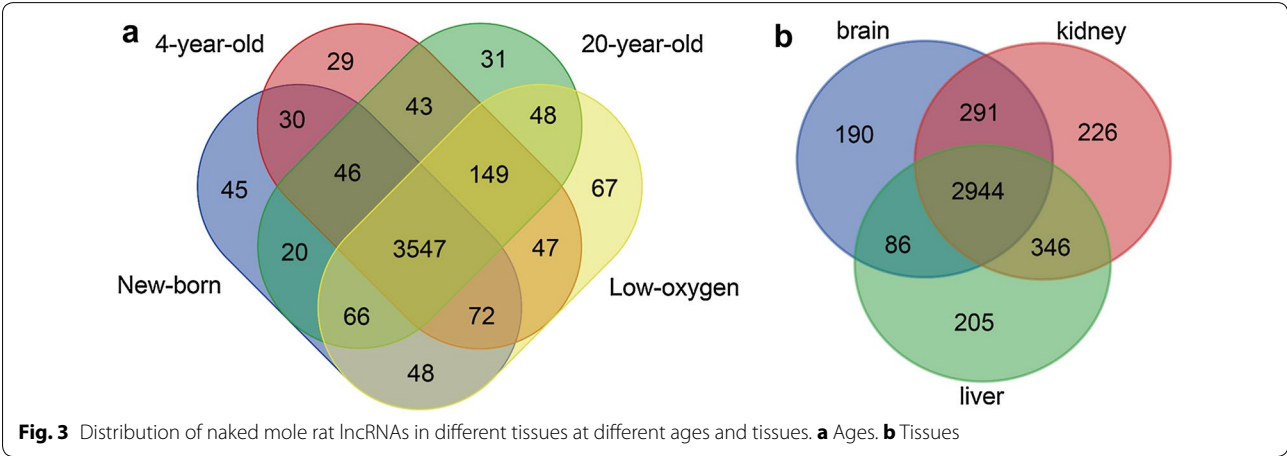 a
4-year-old
20-year-old
29
31
30
43
48
45
46
149
67
20
3547
47
New-born
Low-oxygen
66
72
48
b
brain
kidney
190
291
226
2944
86
346
205
liver
Fig. 3 Distribution of naked mole rat lncRNAs in different tissues at different ages and tissues. a Ages. b Tissues